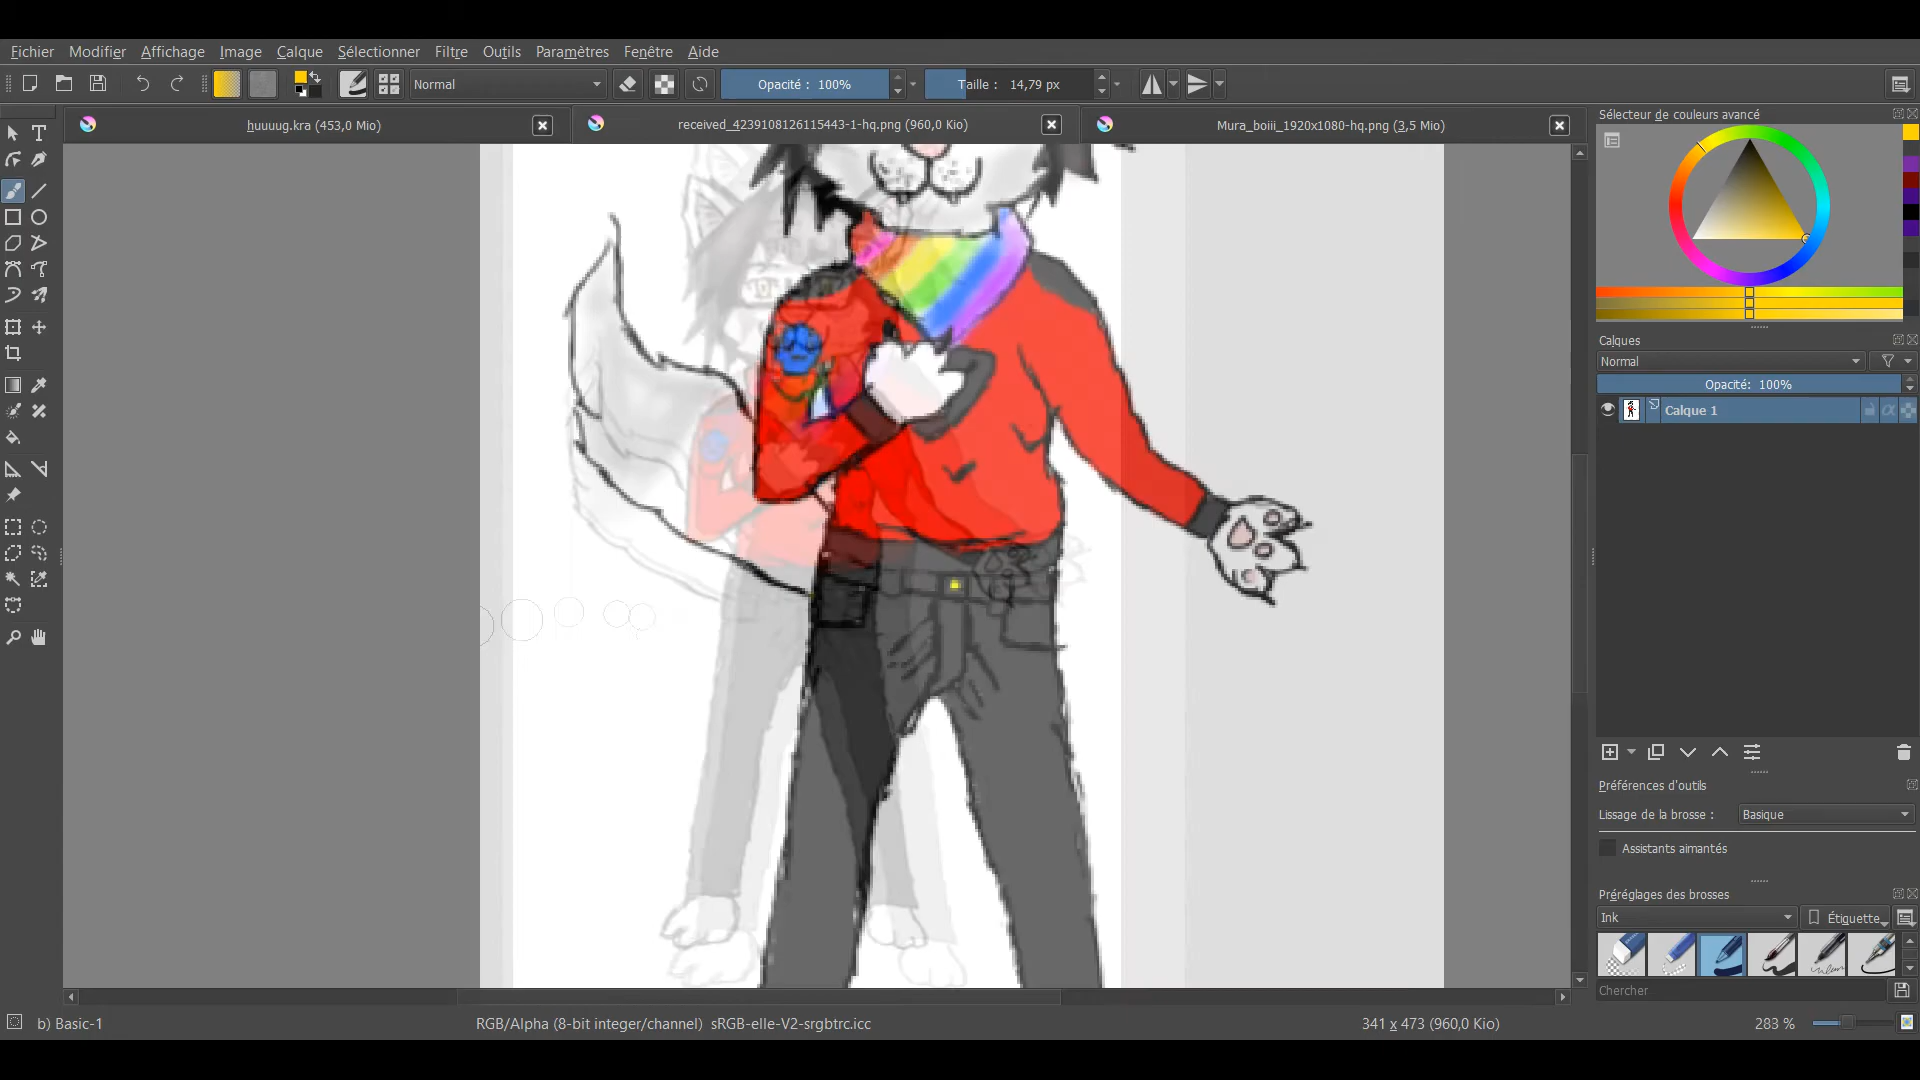 Fichier Modifier Affichage Image Calque Sélectionner Filtre Outils Paramètres Fenêtre Aide
Normal Opacité : 100% Taille : 14,79 px
huuuug.kra (453,0 Mio) received_4239108126115443-1-hq.png (960,0 Kio) Mura_boiii_1920x1080-hq.png (3,5 Mio)
Sélecteur de couleurs avancé
Calques
Normal
Opacité: 100%
Calque 1
Préférences d'outils
Lissage de la brosse : Basique
Assistants aimantés
Préréglages des brosses
Ink Étiquette
Chercher
b) Basic-1 RGB/Alpha (8-bit integer/channel) sRGB-elle-V2-srgbtrc.icc 341 x 473 (960,0 Kio) 283 %